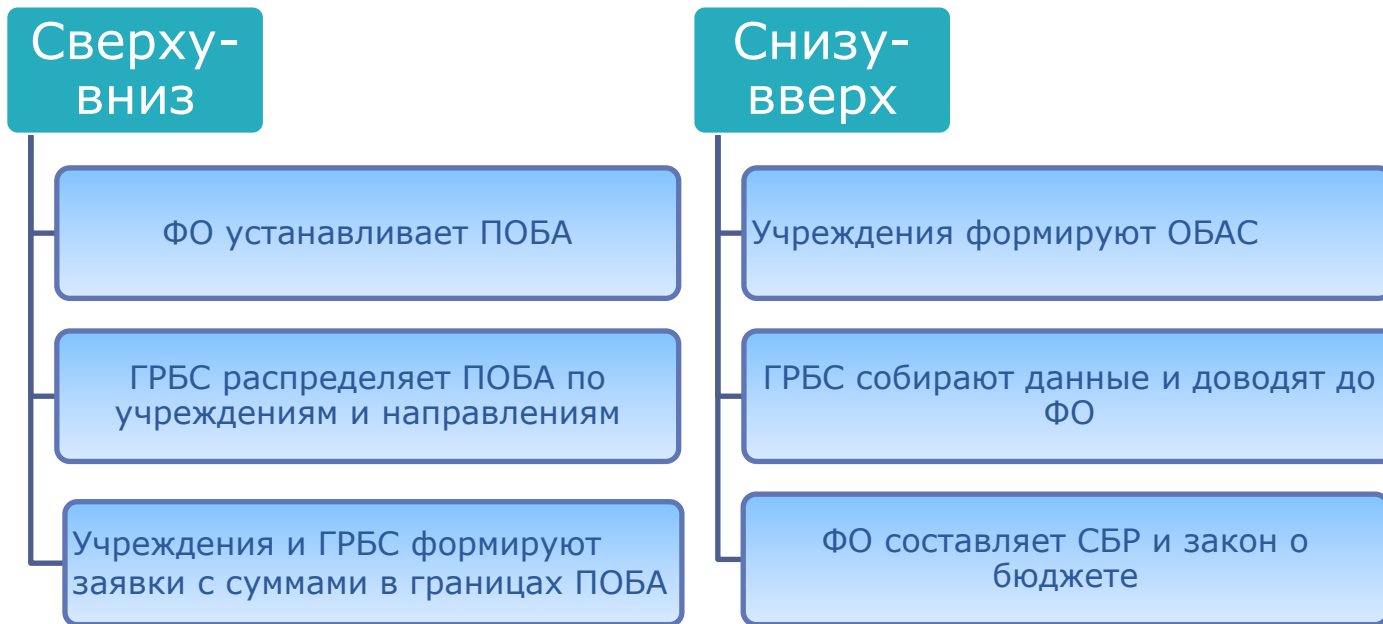 Сверху-
вниз
ФО устанавливает ПОБА
ГРБС распределяет ПОБА по
учреждениям и направлениям
Учреждения и ГРБС формируют
заявки с суммами в границах ПОБА
Снизу-
вверх
Учреждения формируют ОБАС
ГРБС собирают данные и доводят до
ФО
ФО составляет СБР и закон о
бюджете